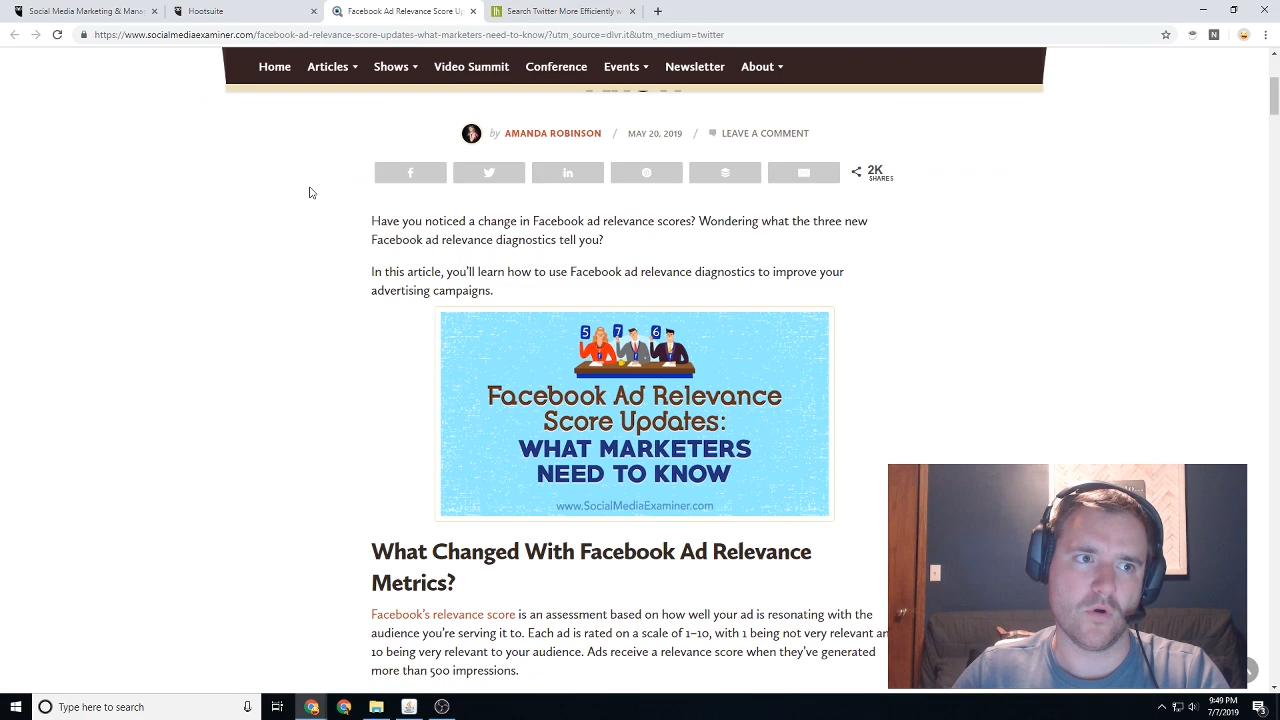 Social Media Marketing & Mana
Hootsuite
Facebook Ad Relevance Score Up
Search Twitter More Efficiently w
https://www.socialmediaexaminer.com/facebook-ad-relevance-score-updates-what-marketers-need-to-know/?utm_source=dlvr.it&utm_medium=twitter
Home Articles Shows Video Summit Conference Events Newsletter About
by AMANDA ROBINSON / MAY 20, 2019 / LEAVE A COMMENT
2K
SHARES
Have you noticed a change in Facebook ad relevance scores? Wondering what the three new
Facebook ad relevance diagnostics tell you?
In this article, you'll learn how to use Facebook ad relevance diagnostics to improve your
advertising campaigns.
5 7 6
Facebook Ad Relevance
Score Updates:
WHAT MARKETERS
NEED TO KNOW
www.SocialMediaExaminer.com
What Changed With Facebook Ad Relevance
Metrics?
Facebook's relevance score is an assessment based on how well your ad is resonating with the
audience you're serving it to. Each ad is rated on a scale of 1–10, with 1 being not very relevant an
10 being very relevant to your audience. Ads receive a relevance score when they've generated
more than 500 impressions.
Type here to search
9:49 PM
7/7/2019